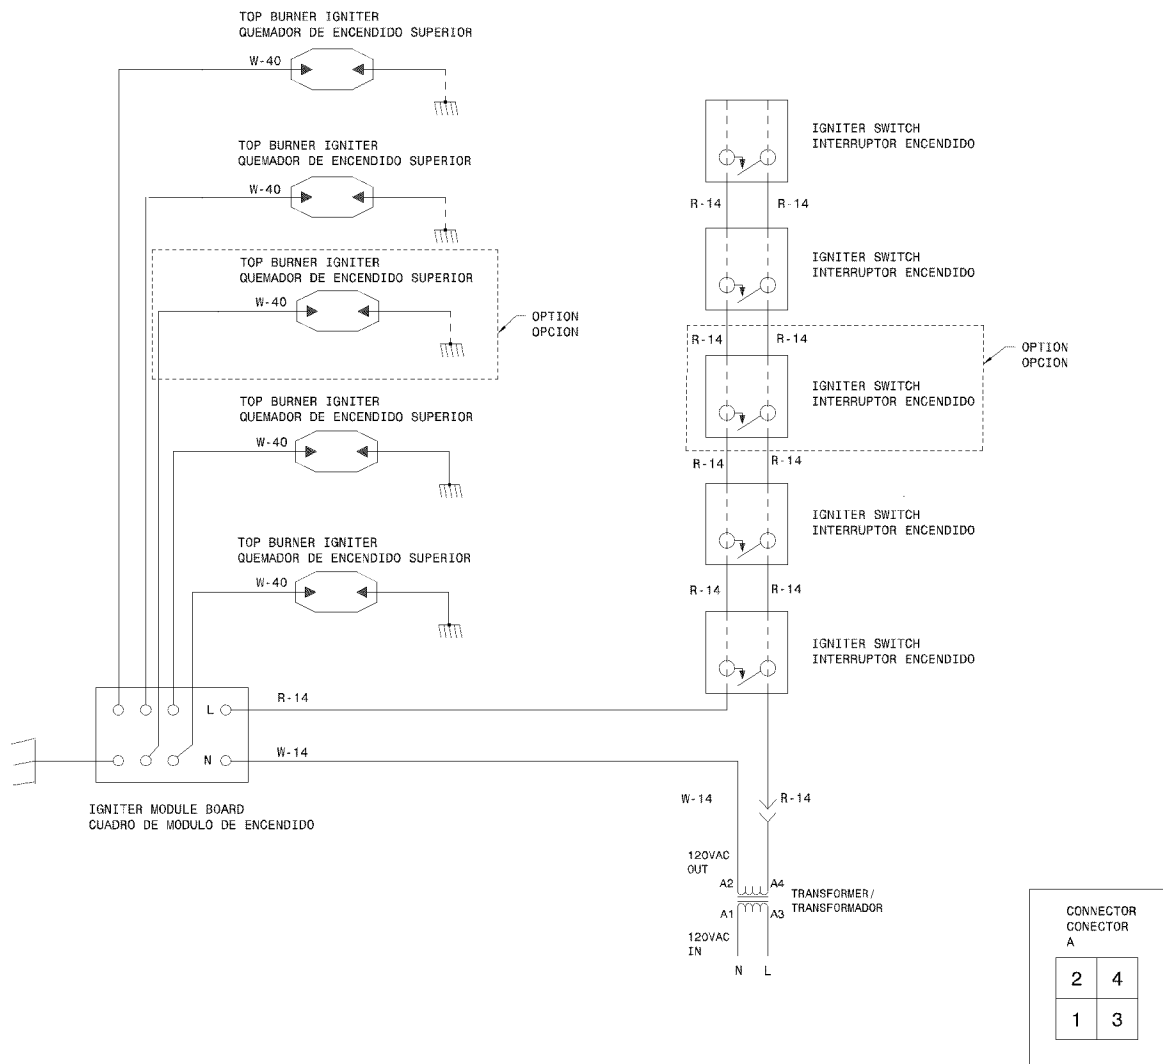 TOP BURNER IGNITER
QUEMADOR DE ENCENDIDO SUPERIOR
W-40
TOP BURNER IGNITER
QUEMADOR DE ENCENDIDO SUPERIOR
W-40
TOP BURNER IGNITER
QUEMADOR DE ENCENDIDO SUPERIOR
W-40
OPTION
OPCION
TOP BURNER IGNITER
QUEMADOR DE ENCENDIDO SUPERIOR
W-40
TOP BURNER IGNITER
QUEMADOR DE ENCENDIDO SUPERIOR
W-40
IGNITER SWITCH
INTERRUPTOR ENCENDIDO
R-14
R-14
IGNITER SWITCH
INTERRUPTOR ENCENDIDO
R-14
R-14
OPTION
OPCION
IGNITER SWITCH
INTERRUPTOR ENCENDIDO
R-14
R-14
IGNITER SWITCH
INTERRUPTOR ENCENDIDO
R-14
R-14
IGNITER SWITCH
INTERRUPTOR ENCENDIDO
L
R-14
N
W-14
IGNITER MODULE BOARD
CUADRO DE MODULO DE ENCENDIDO
W-14
R-14
120VAC
OUT
A2
A4
TRANSFORMER/
TRANSFORMADOR
A1
A3
120VAC
IN
N
L
CONNECTOR
CONECTOR
A
2 4
1 3